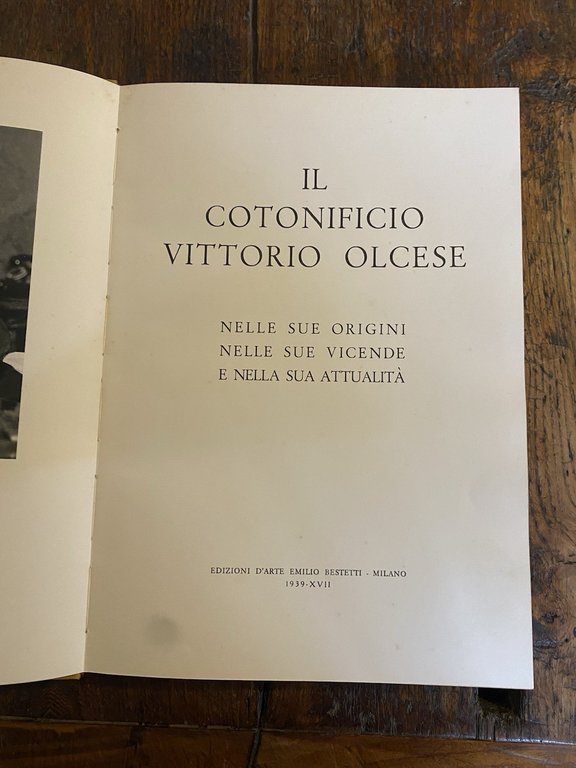 IL
COTONIFICIO
VITTORIO OLCESE
NELLE SUE ORIGINI
NELLE SUE VICENDE
E NELLA SUA ATTUALITÀ
EDIZIONI D'ARTE EMILIO BESTETTI - MILANO
1939-XVII